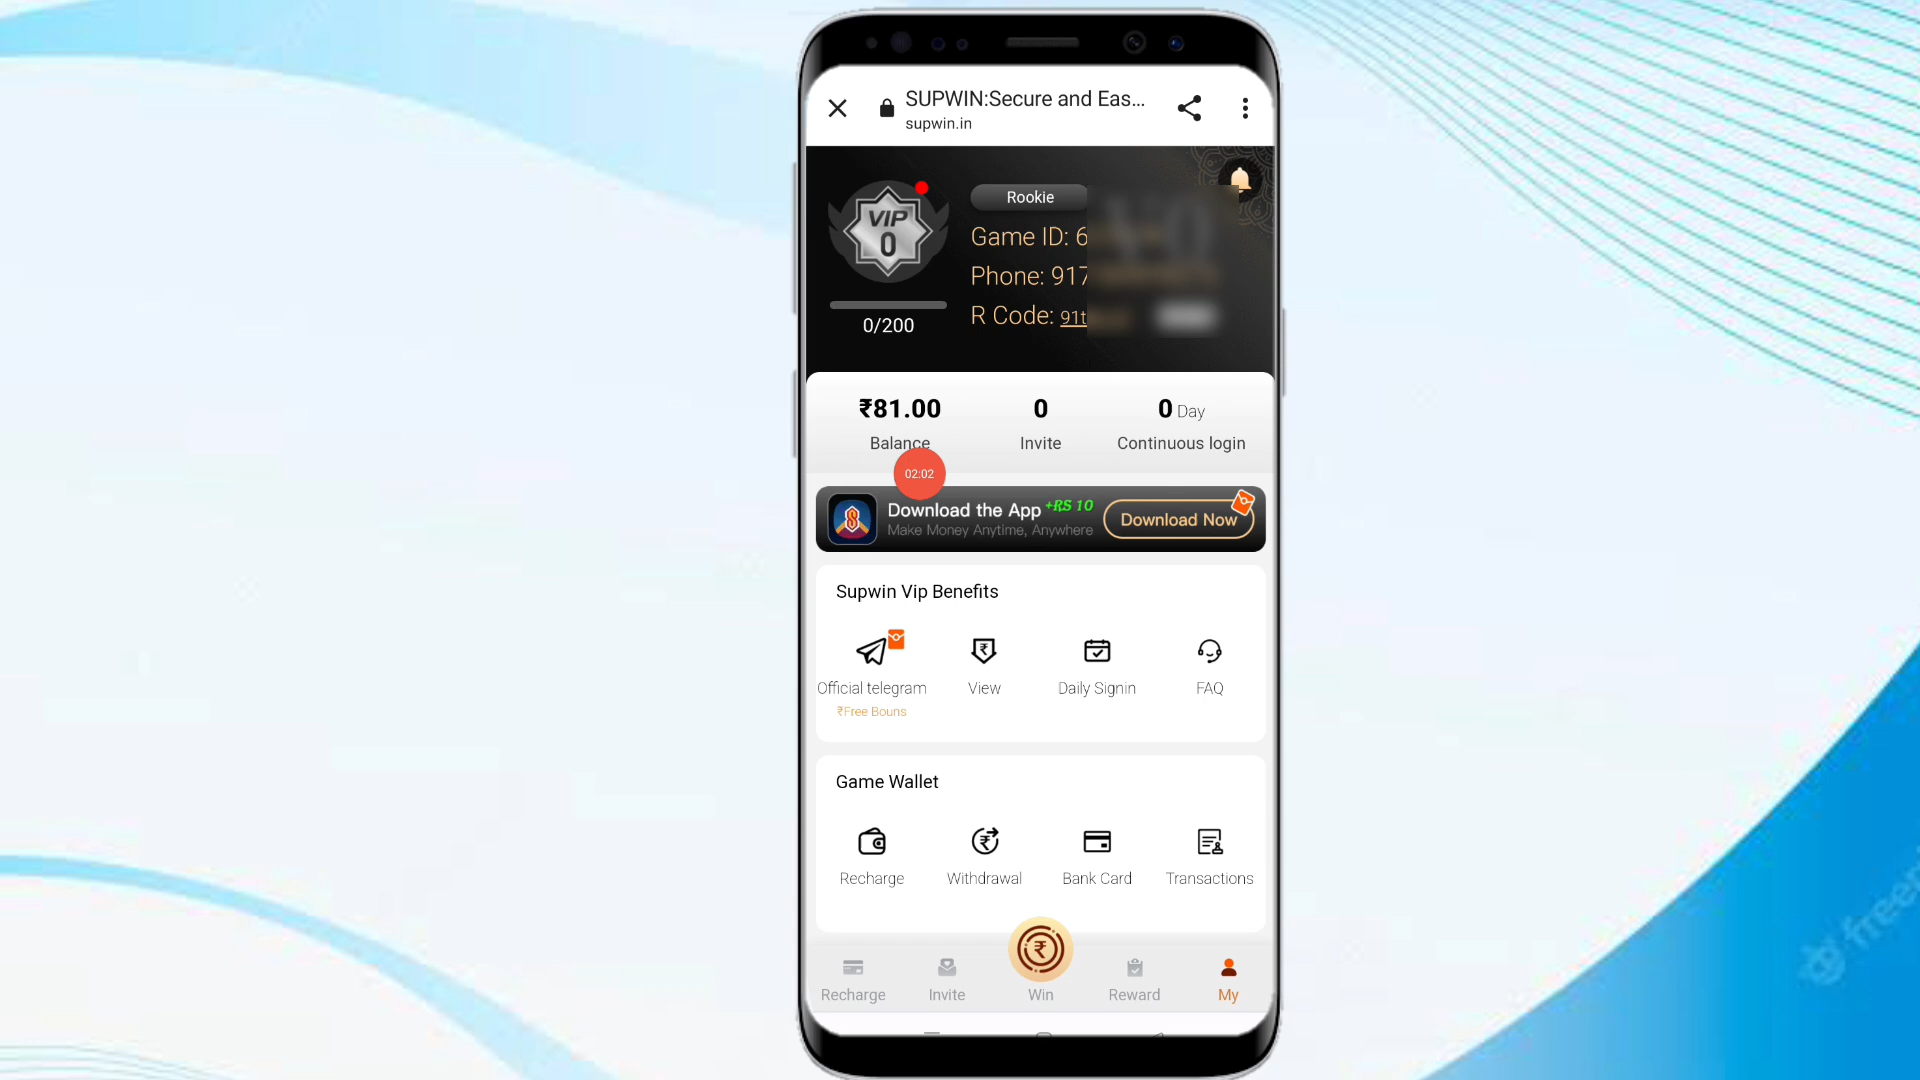 SUPWIN:Secure and Eas...
supwin.in
VIP
0
Rookie
Game ID: 6
Phone: 917
R Code: 91t
0/200
₹81.00
0
0 Day
Balance
Invite
Continuous login
02:02
Download the App +RS 10
Make Money Anytime, Anywhere
Download Now
Supwin Vip Benefits
Official telegram
View
Daily Signin
FAQ
₹Free Bouns
Game Wallet
Recharge
Withdrawal
Bank Card
Transactions
Recharge
Invite
Win
Reward
My